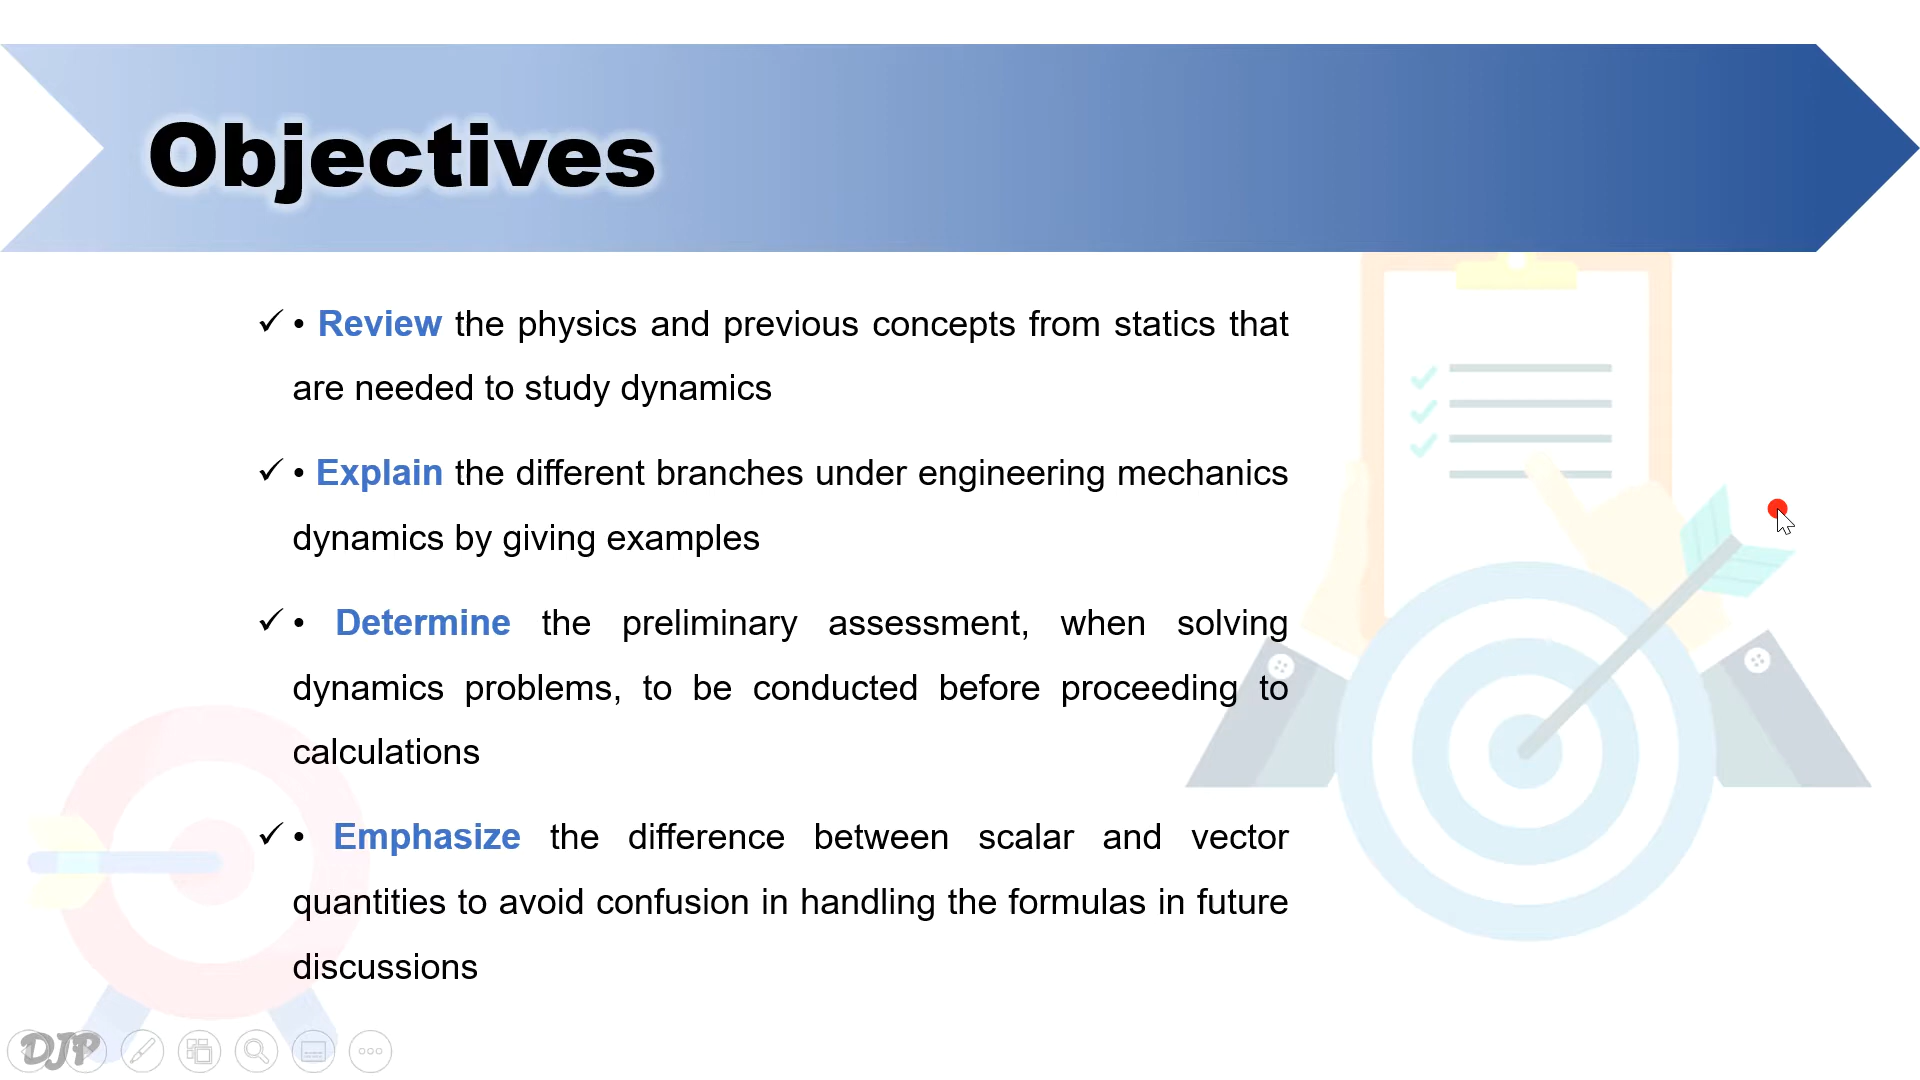 Objectives
✓ • Review the physics and previous concepts from statics that
are needed to study dynamics
✓ • Explain the different branches under engineering mechanics
dynamics by giving examples
✓ • Determine the preliminary assessment, when solving
dynamics problems, to be conducted before proceeding to
calculations
✓ • Emphasize the difference between scalar and vector
quantities to avoid confusion in handling the formulas in future
discussions
DJP